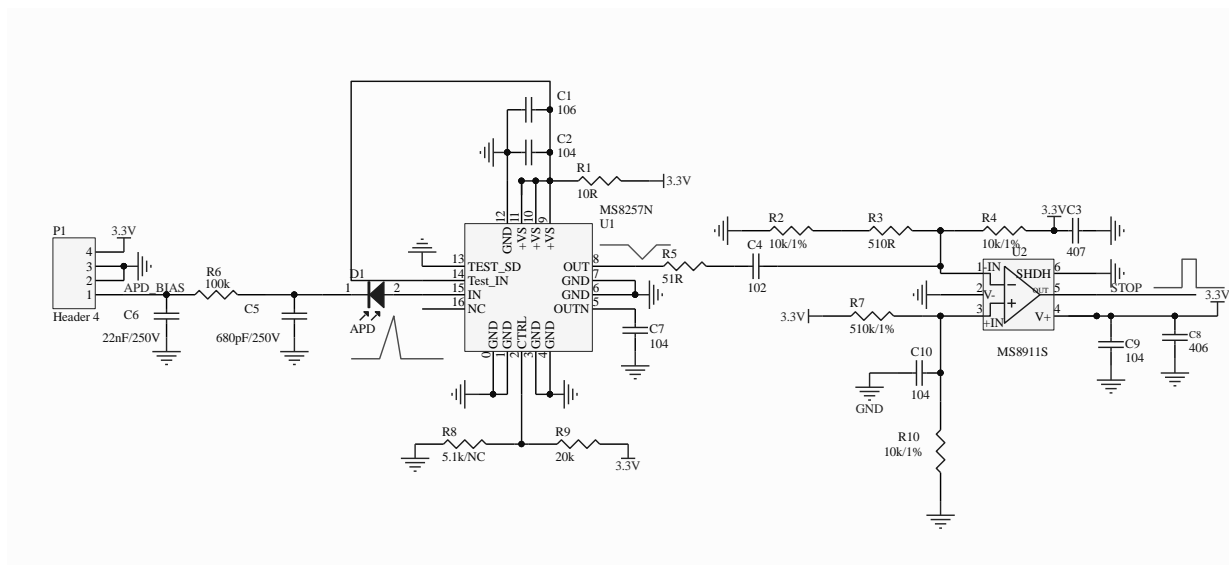 C1
106
C2
104
R1
10R
3.3V
MS8257N
U1
12
11
10
9
GND
+VS
+VS
+VS
P1
3.3V
4
3
2
1
Header 4
APD_BIAS
R6
100k
C6
22nF/250V
C5
680pF/250V
D1
1
2
APD
13
14
15
16
TEST_SD
Test_IN
IN
NC
OUT
GND
GND
OUTN
8
7
6
5
GND
GND
CTRL
GND
GND
0
1
2
3
4
R5
51R
C4
102
C7
104
R8
5.1k/NC
R9
20k
3.3V
R2
10k/1%
R3
510R
R4
10k/1%
3.3V
C3
407
U2
1
-IN
SHDH
6
2
V-
OUT
5
STOP
3
+IN
V+
4
3.3V
MS8911S
R7
510k/1%
3.3V
C10
104
GND
R10
10k/1%
C9
104
C8
406